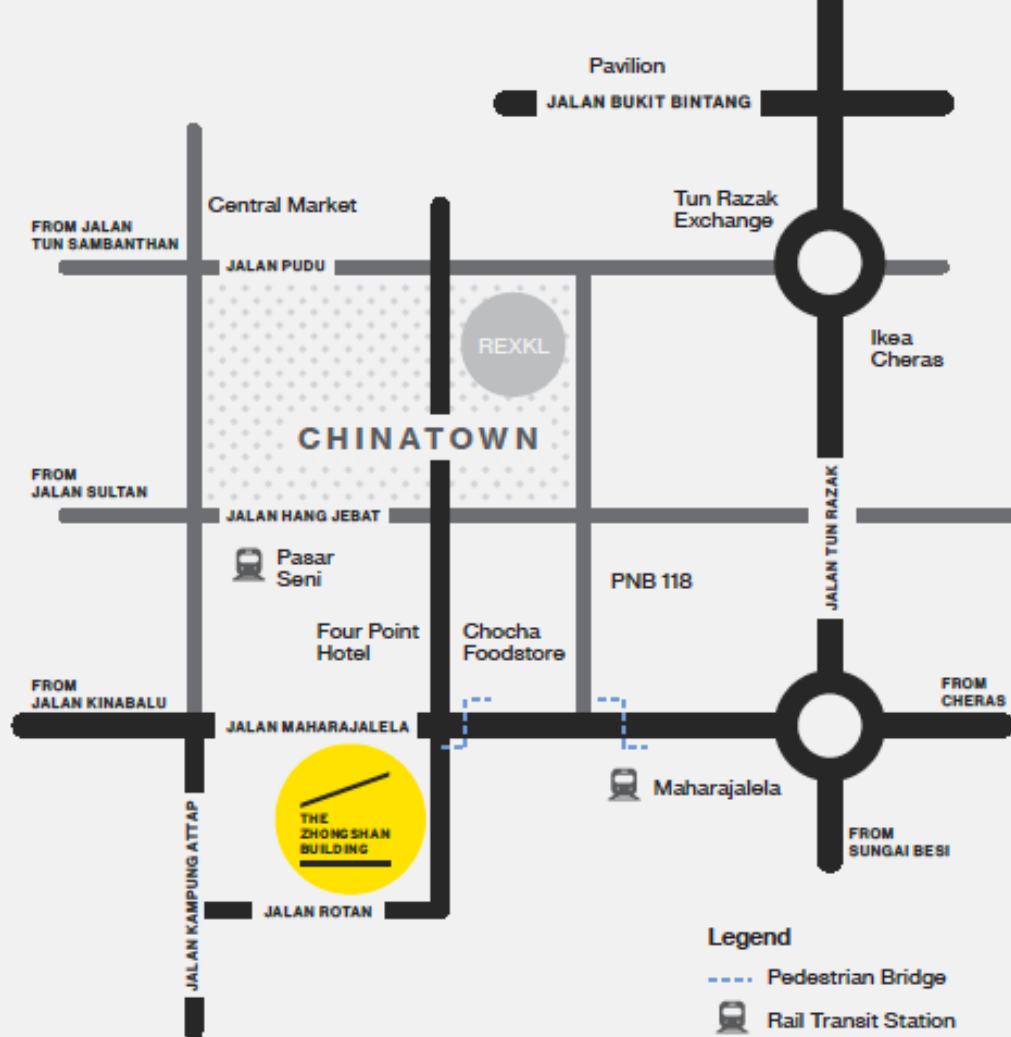 Pavilion
JALAN BUKIT BINTANG
Central Market
Tun Razak
Exchange
FROM JALAN
TUN SAMBANTHAN
JALAN PUDU
REXKL
Ikea
Cheras
CHINATOWN
FROM
JALAN SULTAN
JALAN HANG JEBAT
JALAN TUN RAZAK
Pasar
Seni
PNB 118
Four Point
Hotel
Chocha
Foodstore
FROM
JALAN KINABALU
FROM
CHERAS
JALAN MAHARAJALELA
Maharajalela
THE
ZHONGSHAN
BUILDING
JALAN KAMPUNG ATTAP
FROM
SUNGAI BESI
JALAN ROTAN
Legend
Pedestrian Bridge
Rail Transit Station